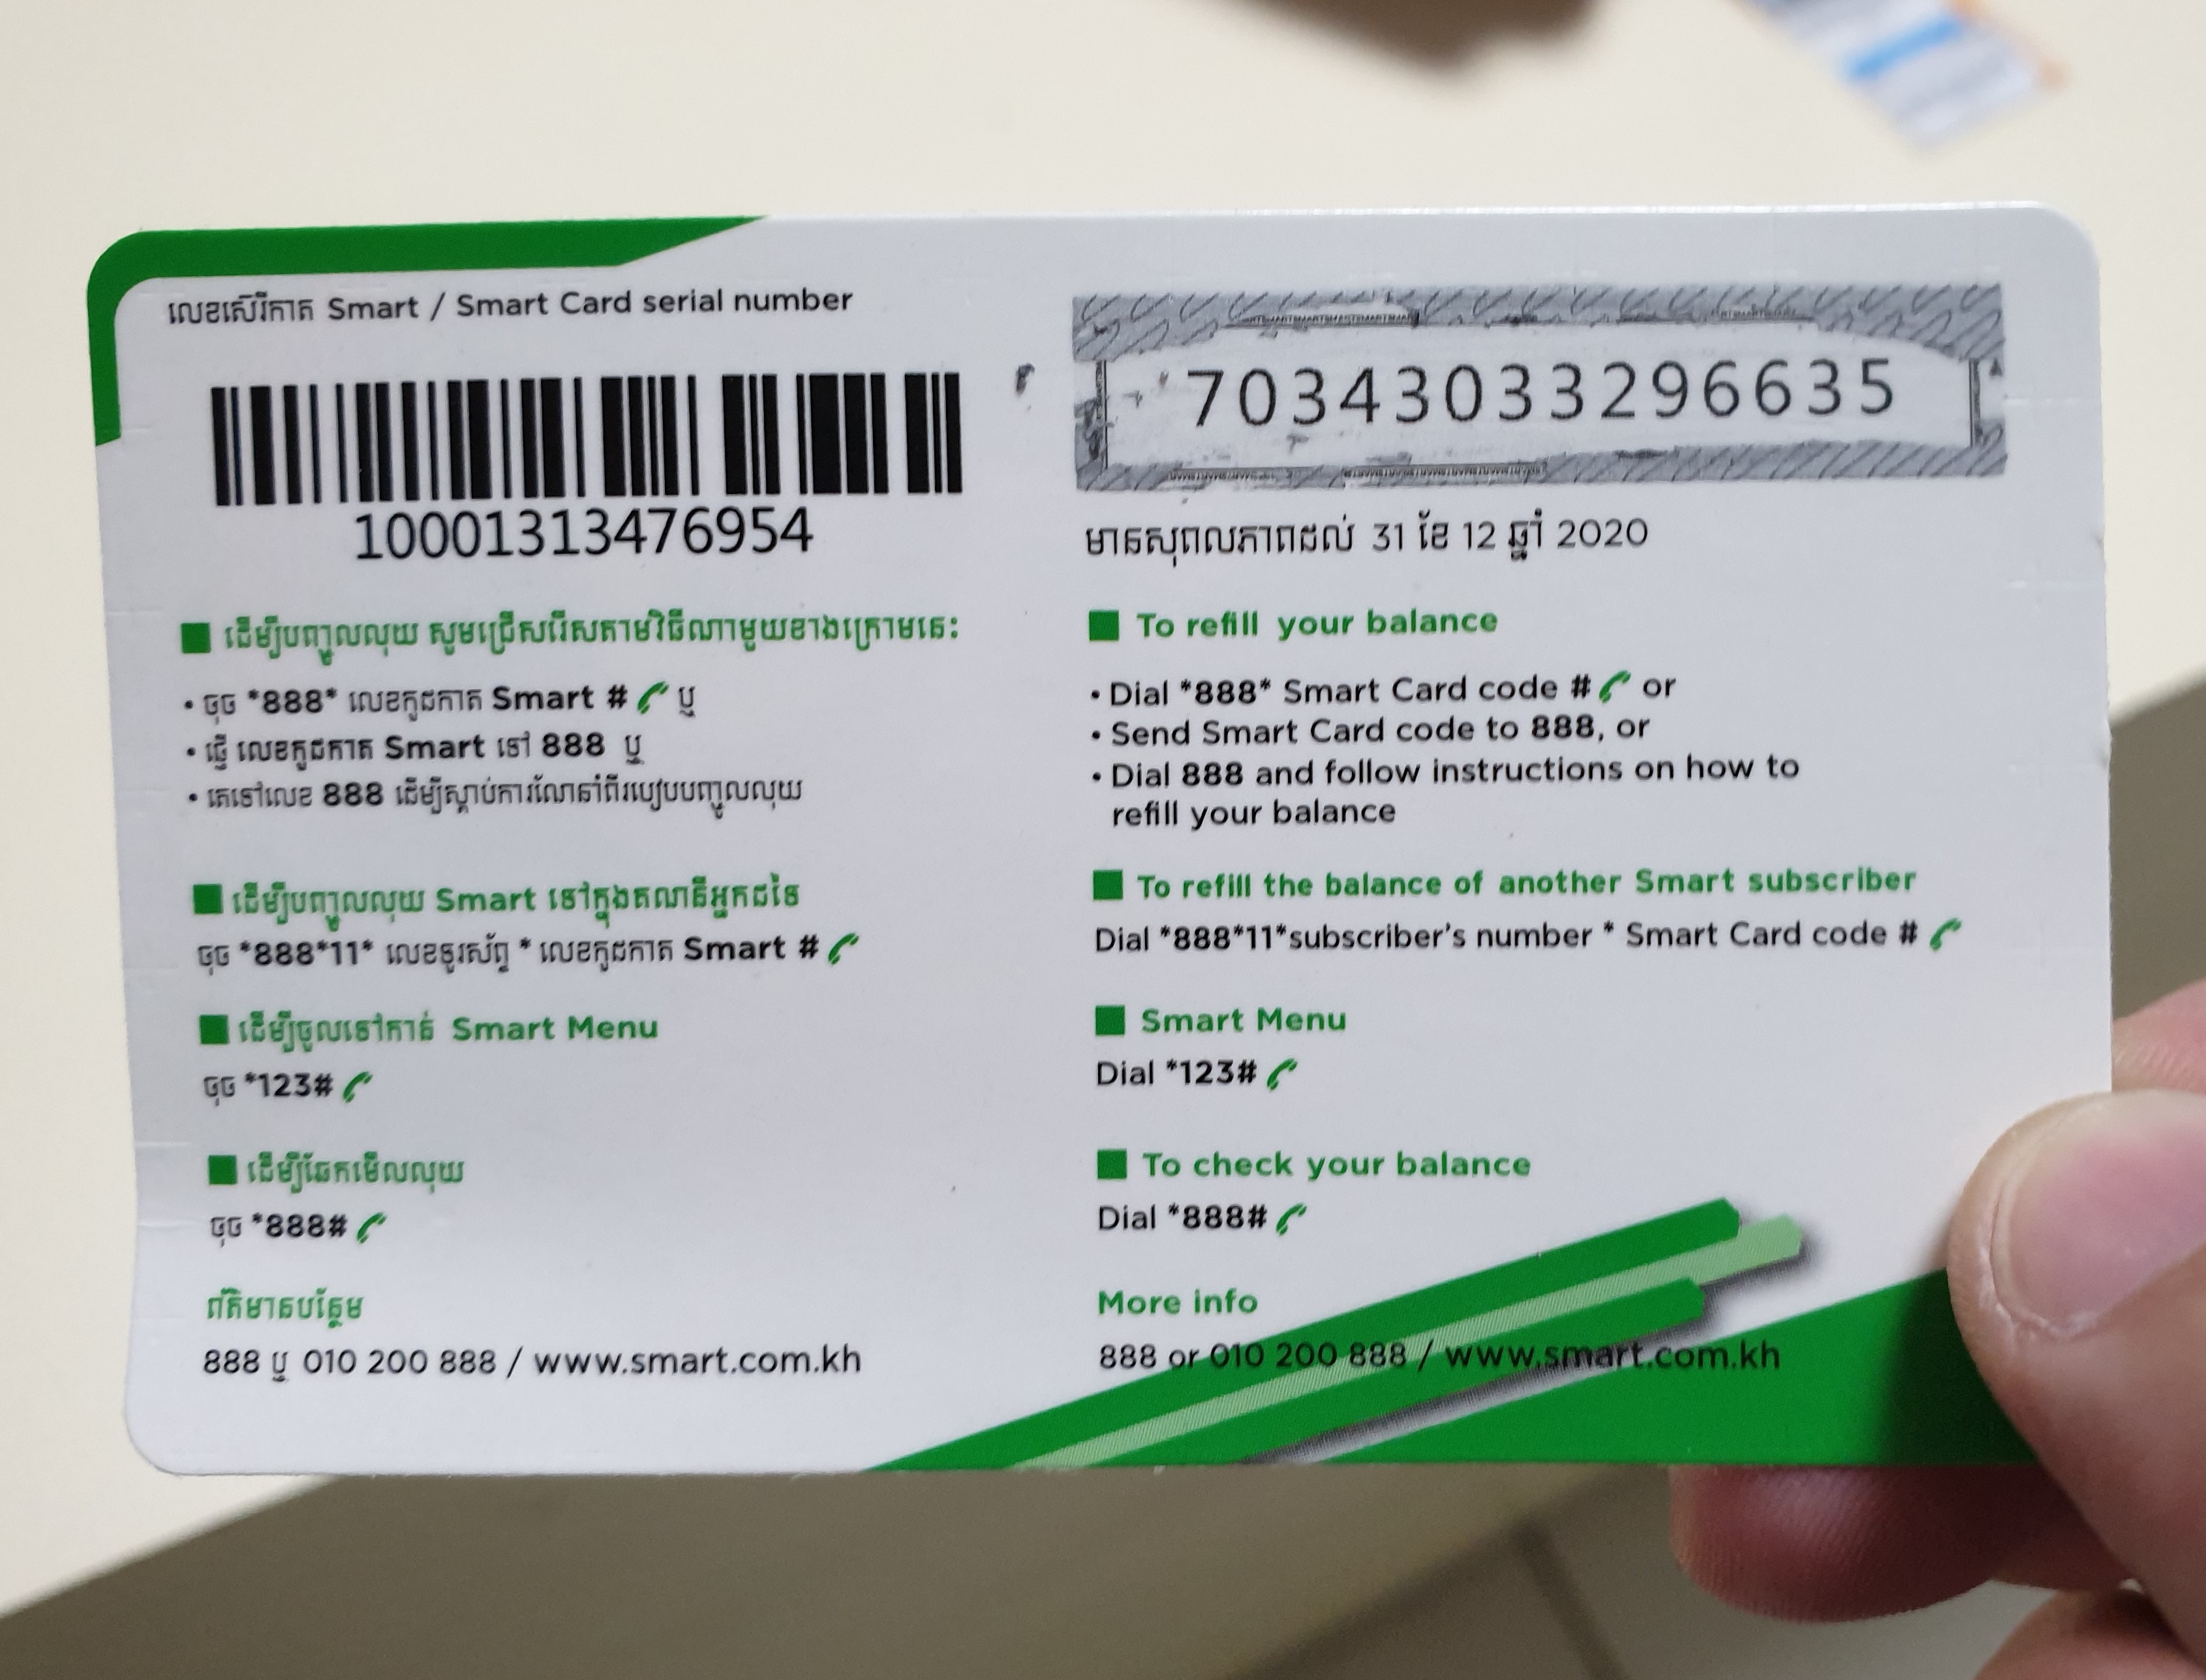 លេខស៊េរីកាត Smart / Smart Card serial number
10001313476954
70343033296635
មានសុពលភាពដល់ 31 ខែ 12 ឆ្នាំ 2020
■ ដើម្បីបញ្ចូលលុយ សូមជ្រើសរើសតាមវិធីណាមួយខាងក្រោមនេះ:
• ចុច *888* លេខកូដកាត Smart # ឬ
• ផ្ញើ លេខកូដកាត Smart ទៅ 888 ឬ
• តេទៅលេខ 888 ដើម្បីស្តាប់ការណែនាំពីរបៀបបញ្ចូលលុយ
■ ដើម្បីបញ្ចូលលុយ Smart ទៅក្នុងគណនីអ្នកដទៃ
ចុច *888*11* លេខទូរស័ព្ទ * លេខកូដកាត Smart #
■ ដើម្បីចូលទៅកាន់ Smart Menu
ចុច *123#
■ ដើម្បីឆែកមើលលុយ
ចុច *888#
ព័ត៌មានបន្ថែម
888 ឬ 010 200 888 / www.smart.com.kh
■ To refill your balance
• Dial *888* Smart Card code # or
• Send Smart Card code to 888, or
• Dial 888 and follow instructions on how to
refill your balance
■ To refill the balance of another Smart subscriber
Dial *888*11*subscriber's number * Smart Card code #
■ Smart Menu
Dial *123#
■ To check your balance
Dial *888#
More info
888 or 010 200 888 / www.smart.com.kh